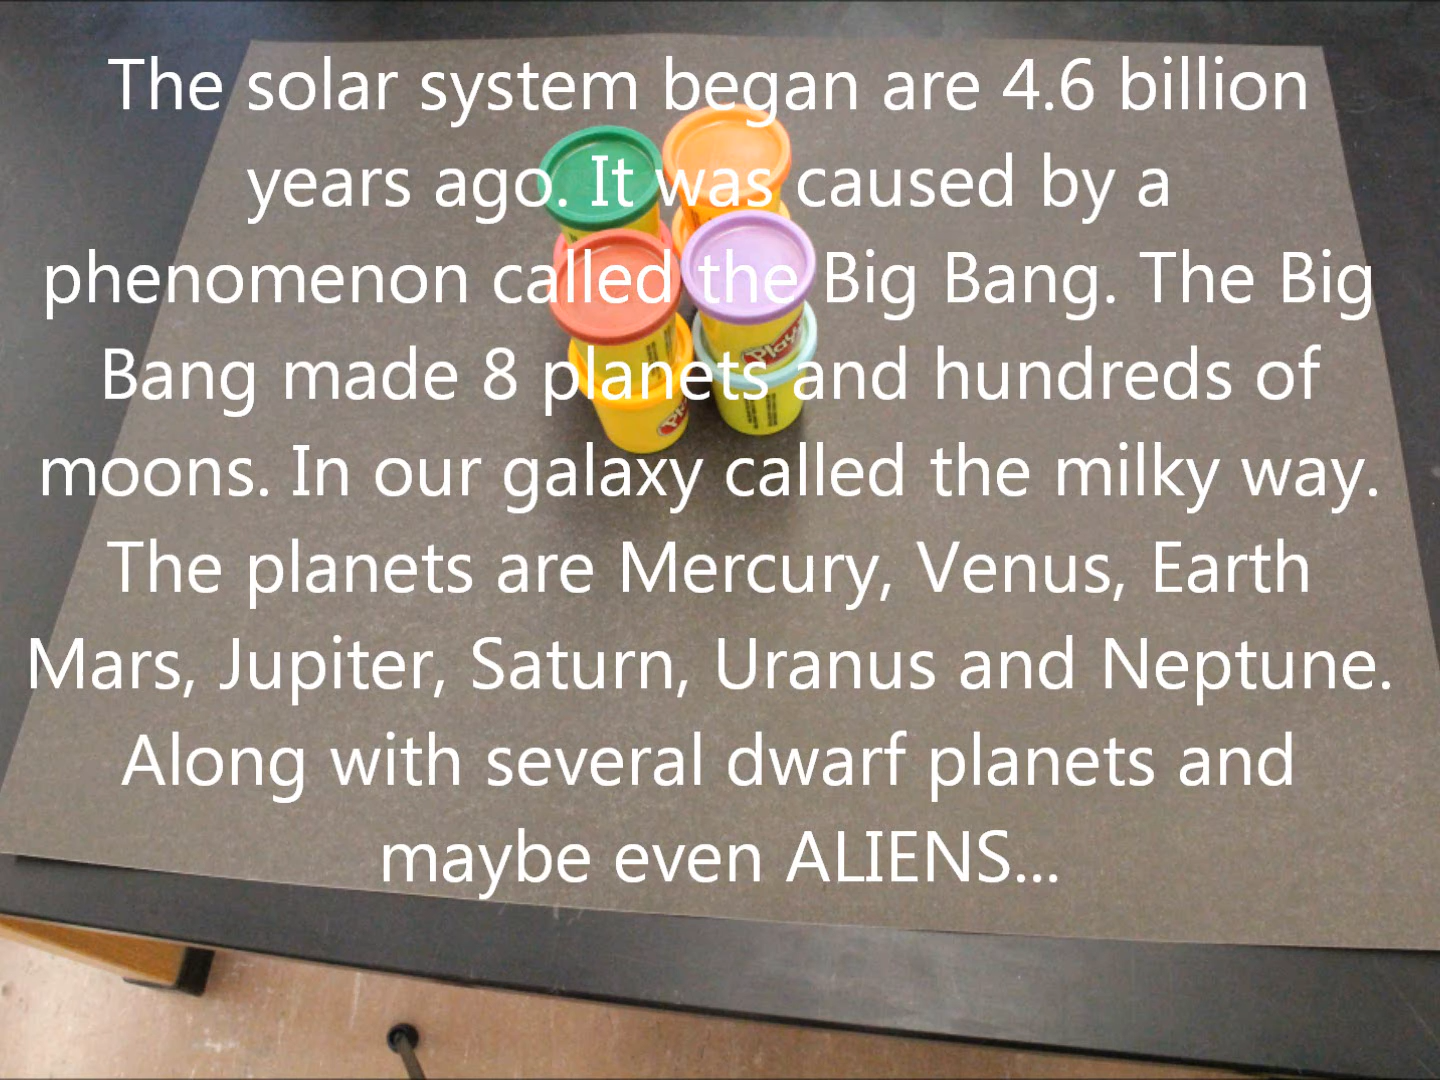 The solar system began are 4.6 billion
years ago. It was caused by a
phenomenon called the Big Bang. The Big
Bang made 8 planets and hundreds of
moons. In our galaxy called the milky way.
The planets are Mercury, Venus, Earth
Mars, Jupiter, Saturn, Uranus and Neptune.
Along with several dwarf planets and
maybe even ALIENS...